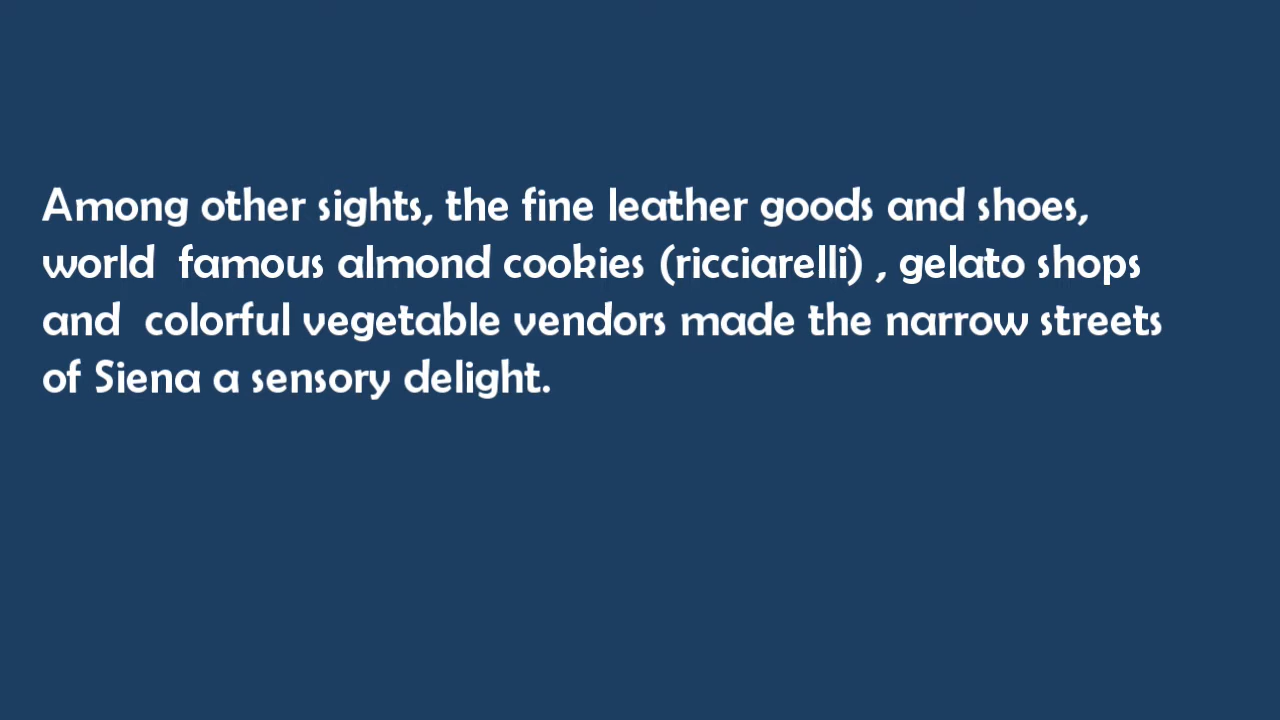 Among other sights, the fine leather goods and shoes,
world  famous almond cookies (ricciarelli) , gelato shops
and  colorful vegetable vendors made the narrow streets
of Siena a sensory delight.